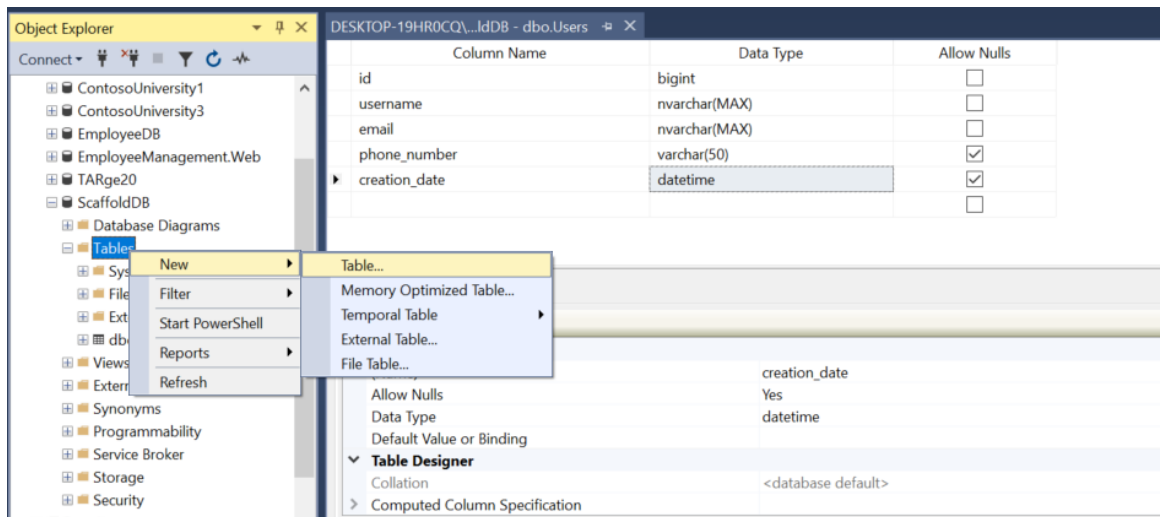 Object Explorer
Connect
ContosoUniversity1
ContosoUniversity3
EmployeeDB
EmployeeManagement.Web
TARge20
ScaffoldDB
Database Diagrams
Tables
Sys
File
Ext
dbo
Views
Extern
Synonyms
Programmability
Service Broker
Storage
Security
New
Filter
Start PowerShell
Reports
Refresh
Table...
Memory Optimized Table...
Temporal Table
External Table...
File Table...
DESKTOP-19HR0CQ\...ldDB - dbo.Users
Column Name Data Type Allow Nulls
id bigint
username nvarchar(MAX)
email nvarchar(MAX)
phone_number varchar(50)
creation_date datetime
creation_date
Allow Nulls Yes
Data Type datetime
Default Value or Binding
Table Designer
Collation <database default>
Computed Column Specification